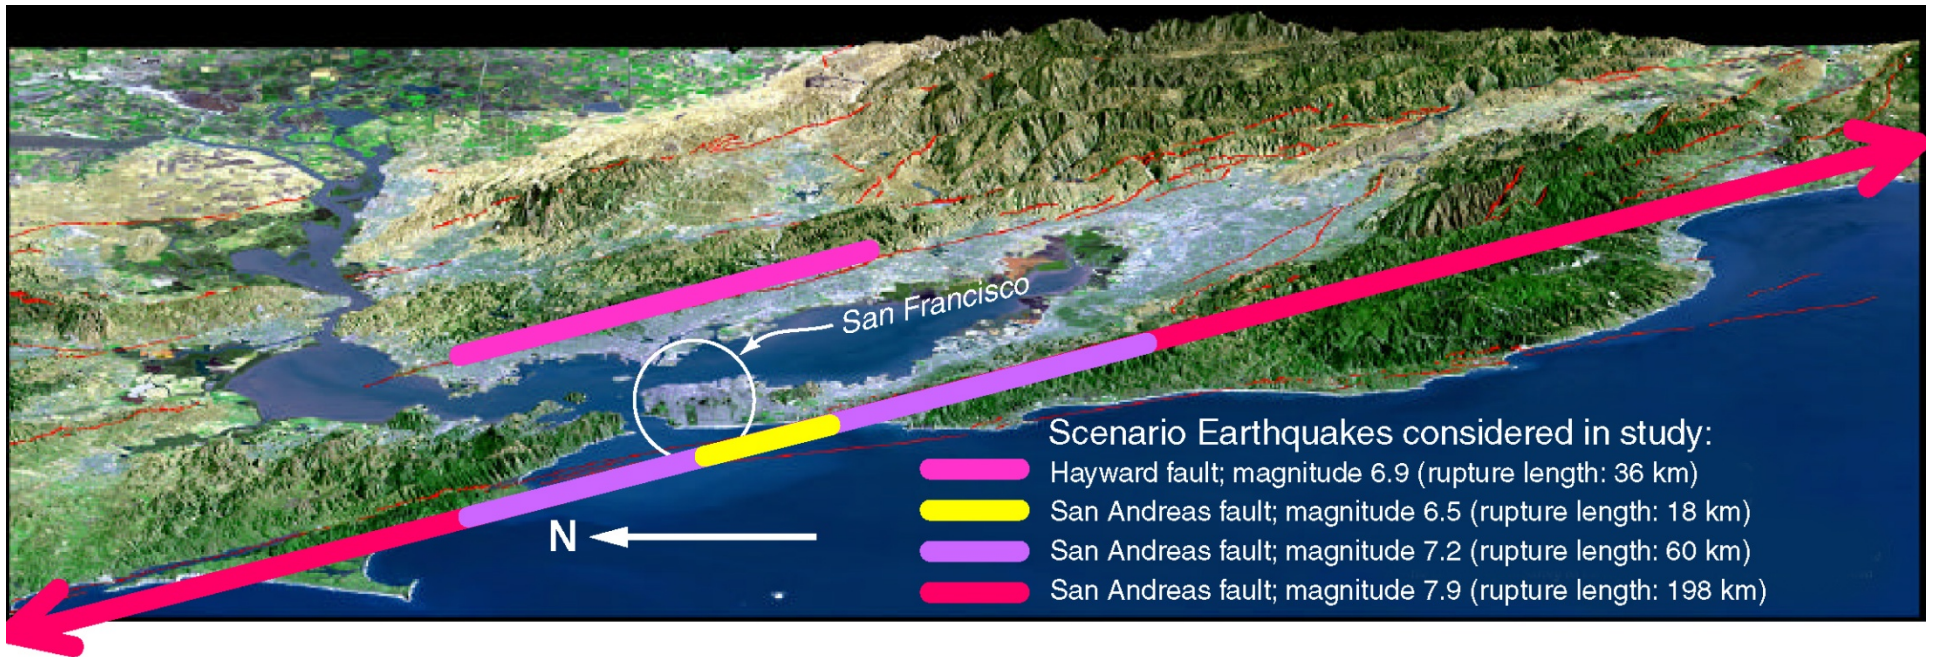 San Francisco
Scenario Earthquakes considered in study:
Hayward fault; magnitude 6.9 (rupture length: 36 km)
San Andreas fault; magnitude 6.5 (rupture length: 18 km)
N
San Andreas fault; magnitude 7.2 (rupture length: 60 km)
San Andreas fault; magnitude 7.9 (rupture length: 198 km)